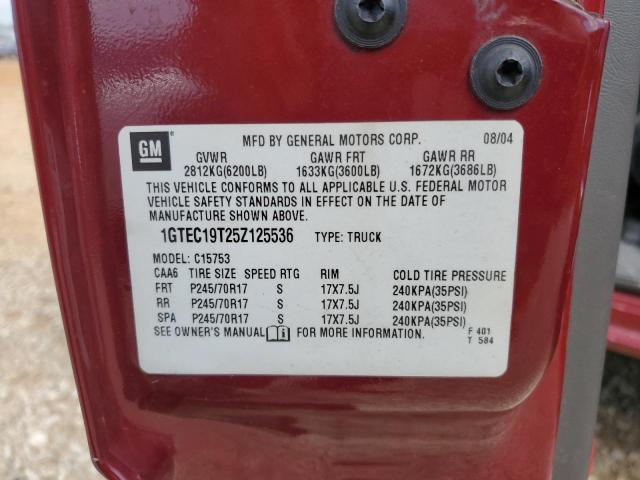 GM MFD BY GENERAL MOTORS CORP. 08/04
GVWR GAWR FRT GAWR RR
2812KG(6200LB) 1633KG(3600LB) 1672KG(3686LB)
THIS VEHICLE CONFORMS TO ALL APPLICABLE U.S. FEDERAL MOTOR
VEHICLE SAFETY STANDARDS IN EFFECT ON THE DATE OF
MANUFACTURE SHOWN ABOVE.
1GTEC19T25Z125536 TYPE: TRUCK
MODEL: C15753
CAA6 TIRE SIZE SPEED RTG RIM COLD TIRE PRESSURE
FRT P245/70R17 S 17X7.5J 240KPA(35PSI)
RR P245/70R17 S 17X7.5J 240KPA(35PSI)
SPA P245/70R17 S 17X7.5J 240KPA(35PSI)
SEE OWNER'S MANUAL FOR MORE INFORMATION. F 401
T 584